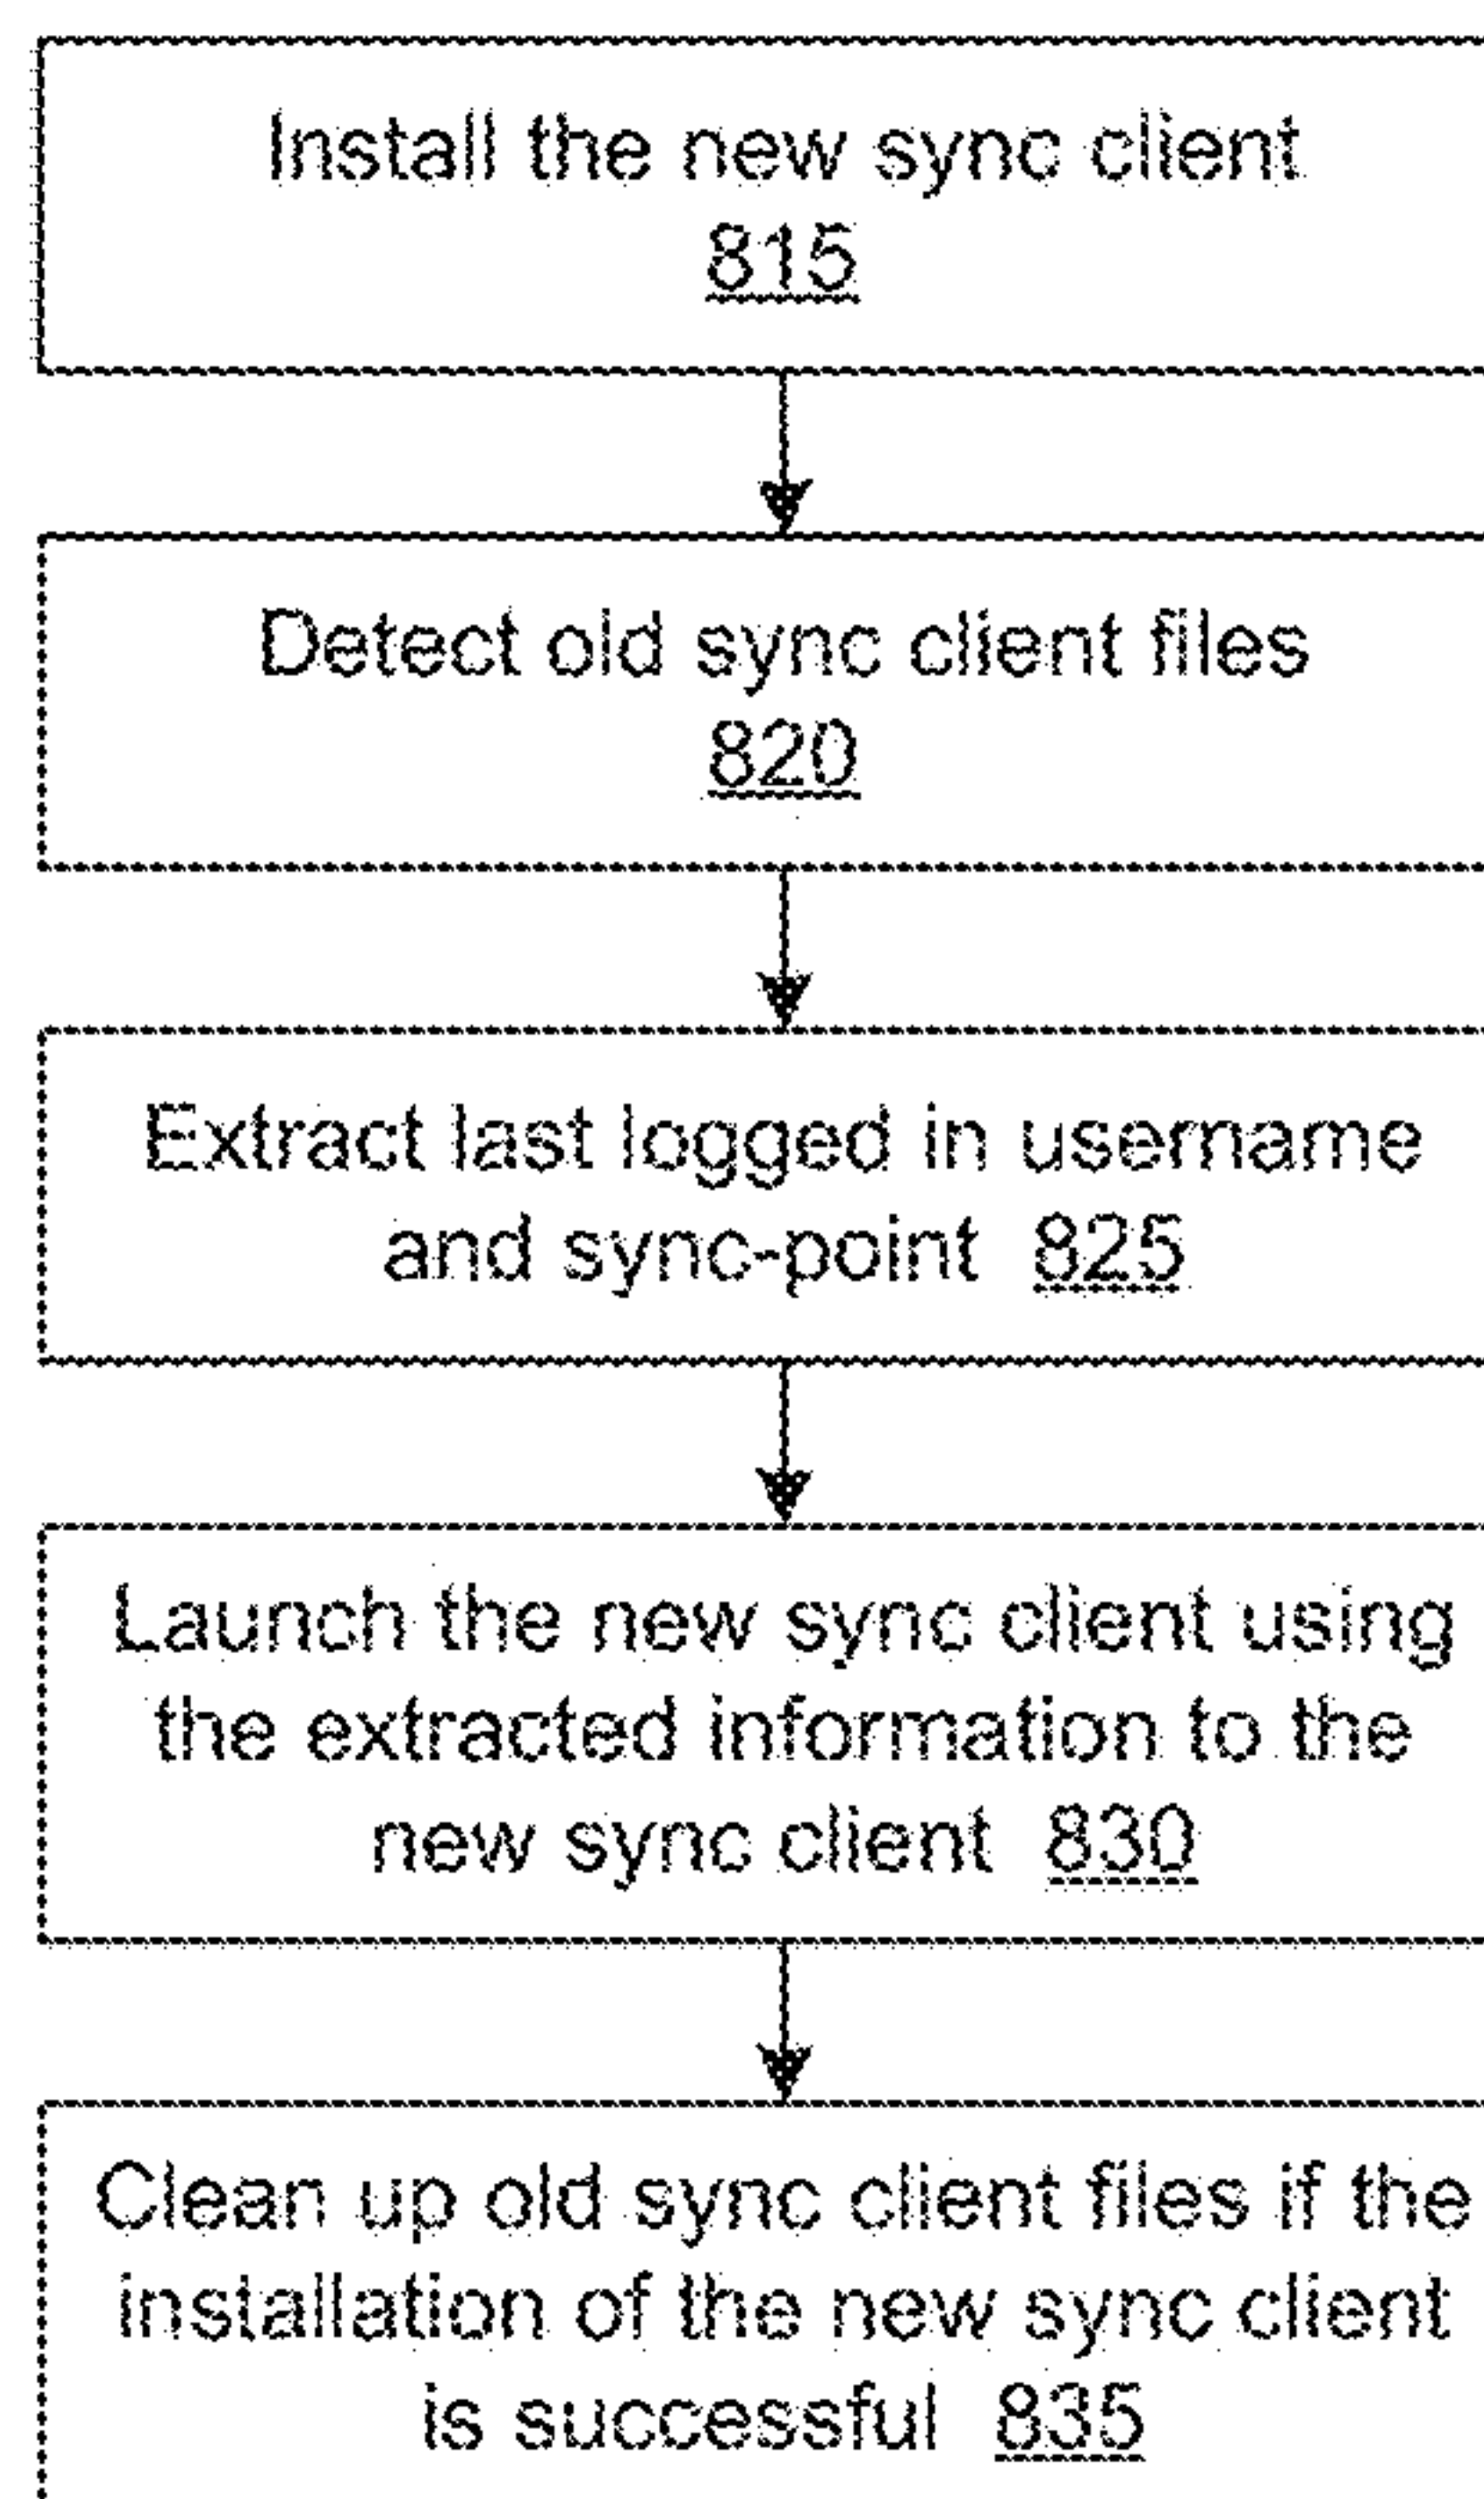 Install the new sync client
815
Detect old sync client files
820
Extract last logged in username
and sync-point 825
Launch the new sync client using
the extracted information to the
new sync client 830
Clean up old sync client files if the
installation of the new sync client
is successful 835